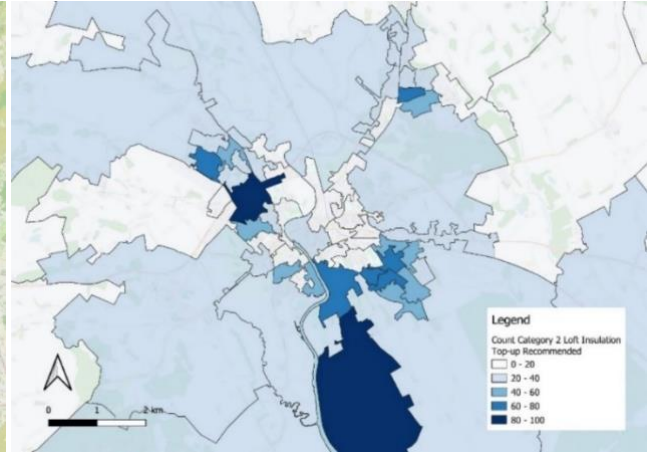 Legend
Count Category 2 Loft Insulation
Top-up Recommended
0 - 20
20 - 40
40 - 60
60 - 80
80 - 100
0 1 2 km